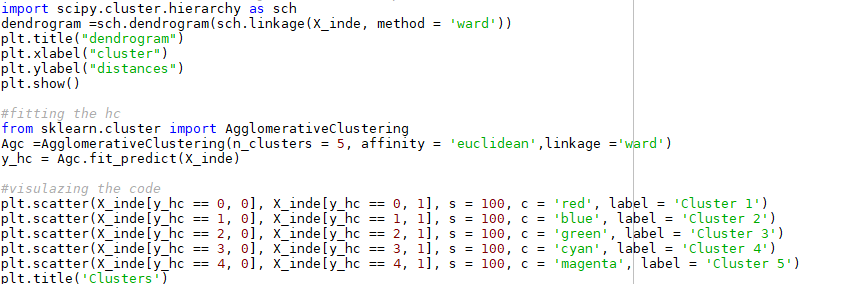 import scipy.cluster.hierarchy as sch
dendrogram =sch.dendrogram(sch.linkage(X_inde, method = 'ward'))
plt.title("dendrogram")
plt.xlabel("cluster")
plt.ylabel("distances")
plt.show()
#fitting the hc
from sklearn.cluster import AgglomerativeClustering
Agc =AgglomerativeClustering(n_clusters = 5, affinity = 'euclidean',linkage ='ward')
y_hc = Agc.fit_predict(X_inde)
#visulazing the code
plt.scatter(X_inde[y_hc == 0, 0], X_inde[y_hc == 0, 1], s = 100, c = 'red', label = 'Cluster 1')
plt.scatter(X_inde[y_hc == 1, 0], X_inde[y_hc == 1, 1], s = 100, c = 'blue', label = 'Cluster 2')
plt.scatter(X_inde[y_hc == 2, 0], X_inde[y_hc == 2, 1], s = 100, c = 'green', label = 'Cluster 3')
plt.scatter(X_inde[y_hc == 3, 0], X_inde[y_hc == 3, 1], s = 100, c = 'cyan', label = 'Cluster 4')
plt.scatter(X_inde[y_hc == 4, 0], X_inde[y_hc == 4, 1], s = 100, c = 'magenta', label = 'Cluster 5')
plt.title('Clusters')